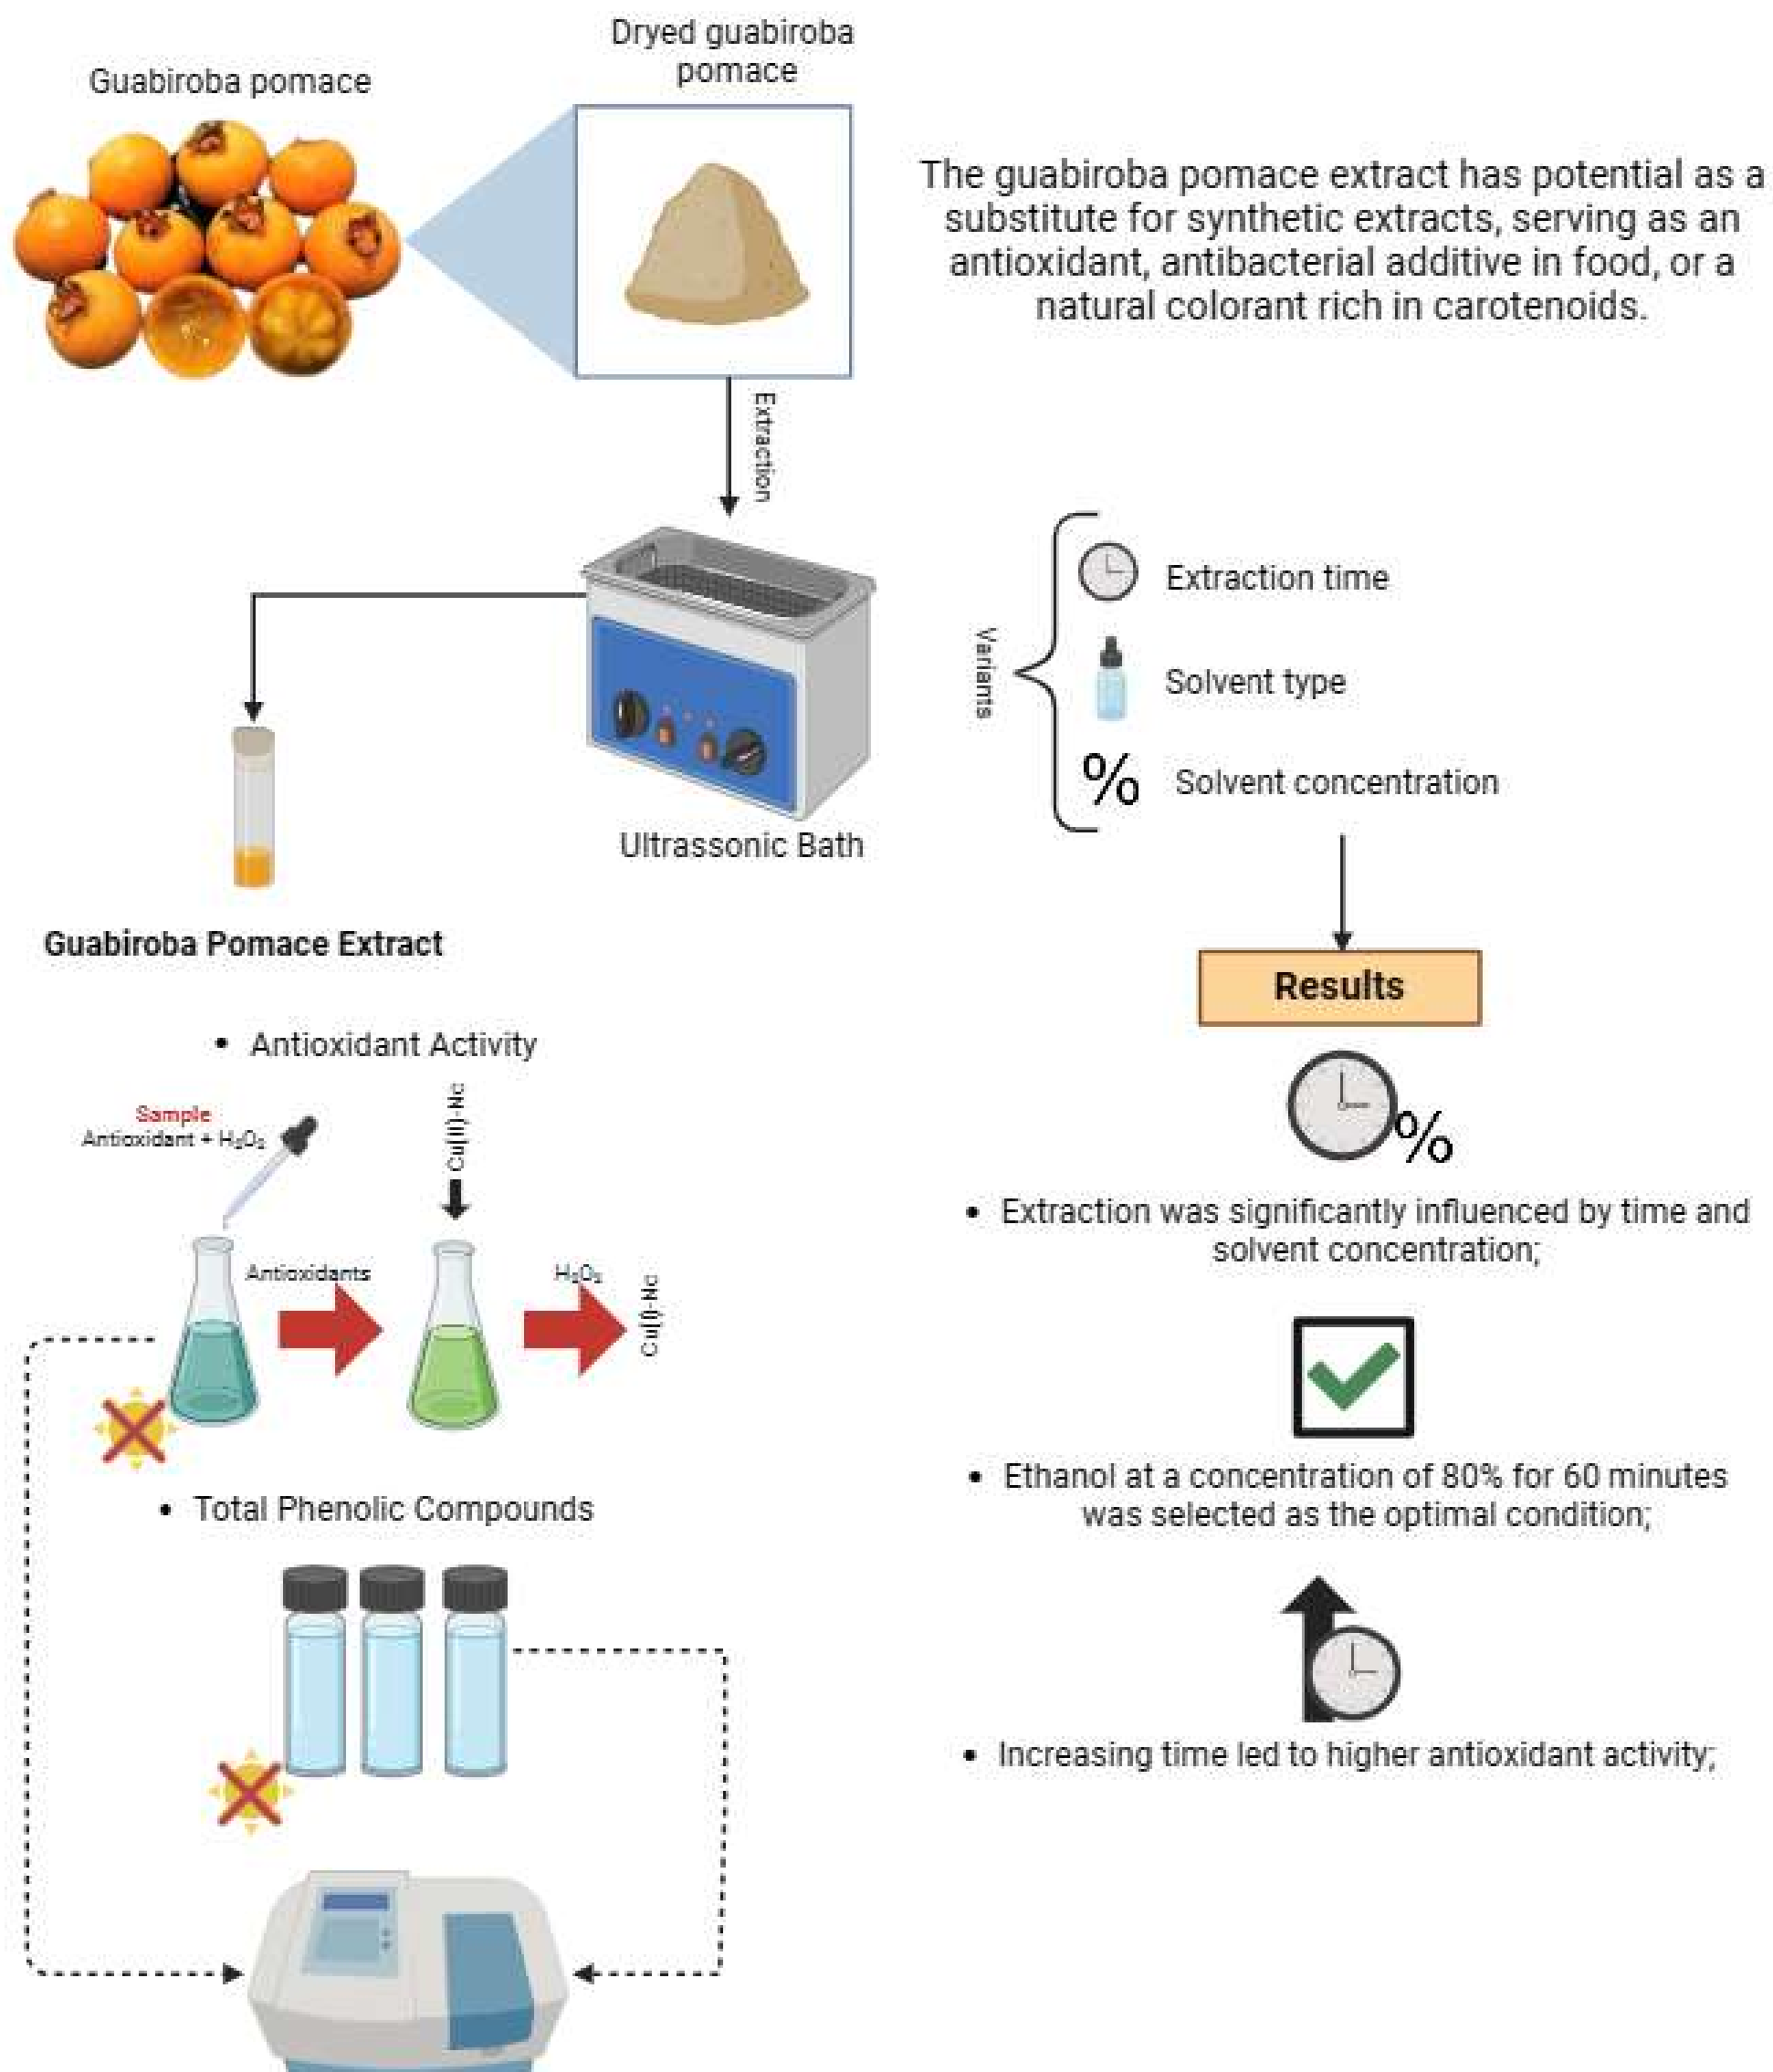 Guabiroba pomace
Dryed guabiroba
pomace
The guabiroba pomace extract has potential as a
substitute for synthetic extracts, serving as an
antioxidant, antibacterial additive in food, or a
natural colorant rich in carotenoids.
Extraction
Ultrassonic Bath
Variants
Extraction time
Solvent type
% Solvent concentration
Guabiroba Pomace Extract
• Antioxidant Activity
Sample
Antioxidant + H₂O₂
Cu(II)-Nc
Antioxidants
H₂O₂
Cu(I)-Nc
• Total Phenolic Compounds
Results
%
• Extraction was significantly influenced by time and
solvent concentration;
• Ethanol at a concentration of 80% for 60 minutes
was selected as the optimal condition;
• Increasing time led to higher antioxidant activity;